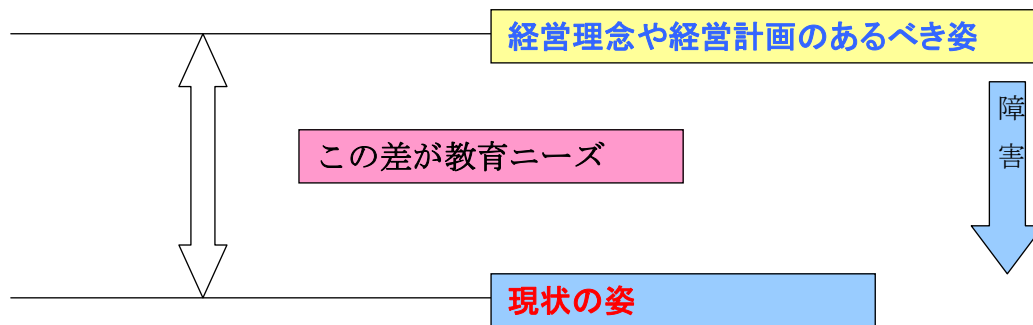 経営理念や経営計画のあるべき姿
障害
この差が教育ニーズ
現状の姿